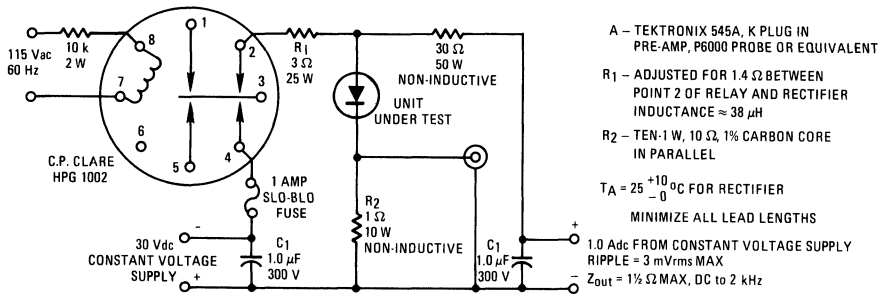 115 Vac
60 Hz
10 k
2 W
8
7
6
5
1
2
3
4
C.P. CLARE
HPG 1002
R1
3 Ω
25 W
30 Ω
50 W
NON-INDUCTIVE
UNIT
UNDER TEST
1 AMP
SLO-BLO
FUSE
R2
1 Ω
10 W
NON-INDUCTIVE
30 Vdc
CONSTANT VOLTAGE
SUPPLY
-
+
C1
1.0 μF
300 V
C1
1.0 μF
300 V
+
-
1.0 Adc FROM CONSTANT VOLTAGE SUPPLY
RIPPLE = 3 mVrms MAX
Zout = 1½ Ω MAX, DC to 2 kHz
A – TEKTRONIX 545A, K PLUG IN
PRE-AMP, P6000 PROBE OR EQUIVALENT
R1 – ADJUSTED FOR 1.4 Ω BETWEEN
POINT 2 OF RELAY AND RECTIFIER
INDUCTANCE ≈ 38 μH
R2 – TEN-1 W, 10 Ω, 1% CARBON CORE
IN PARALLEL
TA = 25 +10 -0 °C FOR RECTIFIER
MINIMIZE ALL LEAD LENGTHS